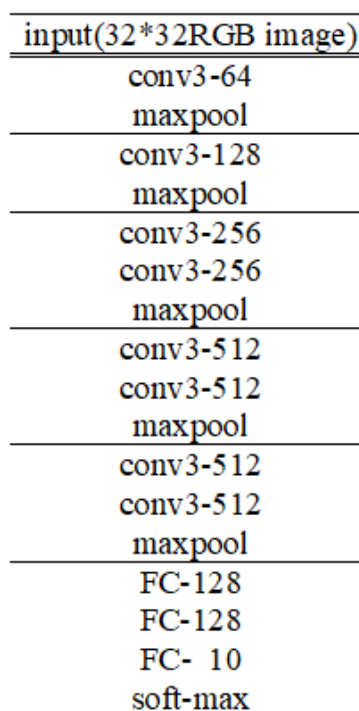 input(32*32RGB image)
conv3-64
maxpool
conv3-128
maxpool
conv3-256
conv3-256
maxpool
conv3-512
conv3-512
maxpool
conv3-512
conv3-512
maxpool
FC-128
FC-128
FC- 10
soft-max